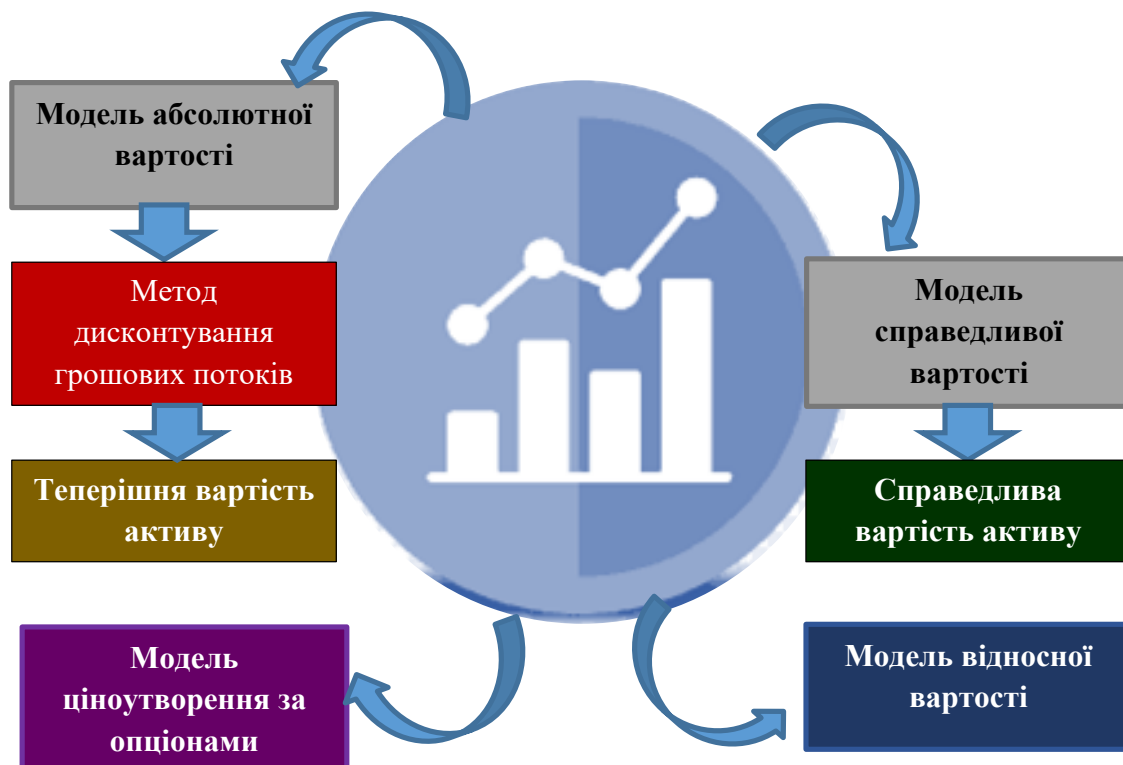 Модель абсолютної
вартості
Метод
дисконтування
грошових потоків
Теперішня вартість
активу
Модель
справедливої
вартості
Справедлива
вартість активу
Модель
ціноутворення за
опціонами
Модель відносної
вартості